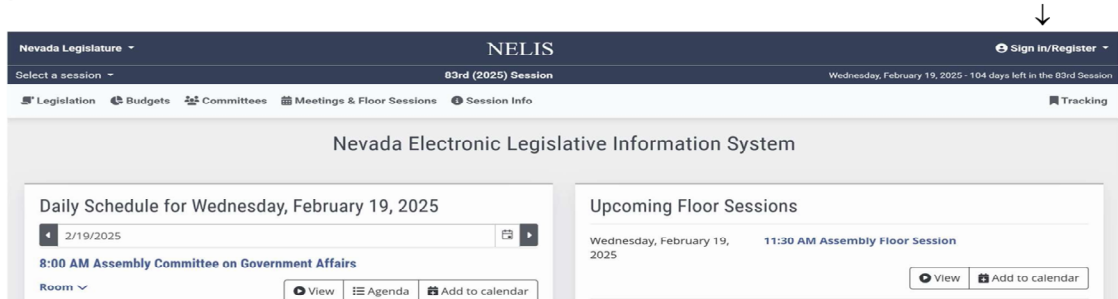 Nevada Legislature NELIS Sign in/Register
Select a session 83rd (2025) Session Wednesday, February 19, 2025 - 104 days left in the 83rd Session
Legislation Budgets Committees Meetings & Floor Sessions Session Info Tracking
Nevada Electronic Legislative Information System
Daily Schedule for Wednesday, February 19, 2025
2/19/2025
8:00 AM Assembly Committee on Government Affairs
Room
View Agenda Add to calendar
Upcoming Floor Sessions
Wednesday, February 19, 11:30 AM Assembly Floor Session
2025
View Add to calendar